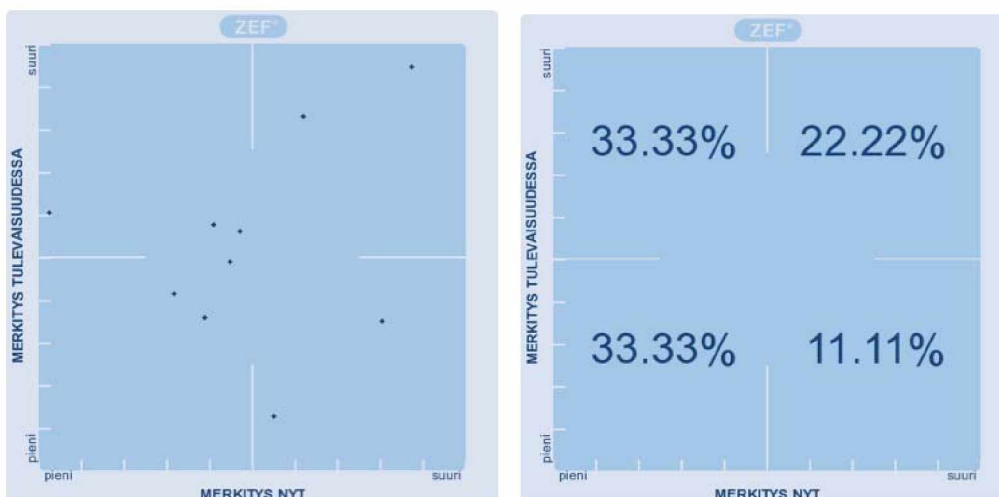 ZEF®
suuri
MERKITYS TULEVAISUUDESSA
pieni
pieni
suuri
MERKITYS NYT
ZEF®
suuri
MERKITYS TULEVAISUUDESSA
pieni
33.33% 22.22%
33.33% 11.11%
pieni
suuri
MERKITYS NYT